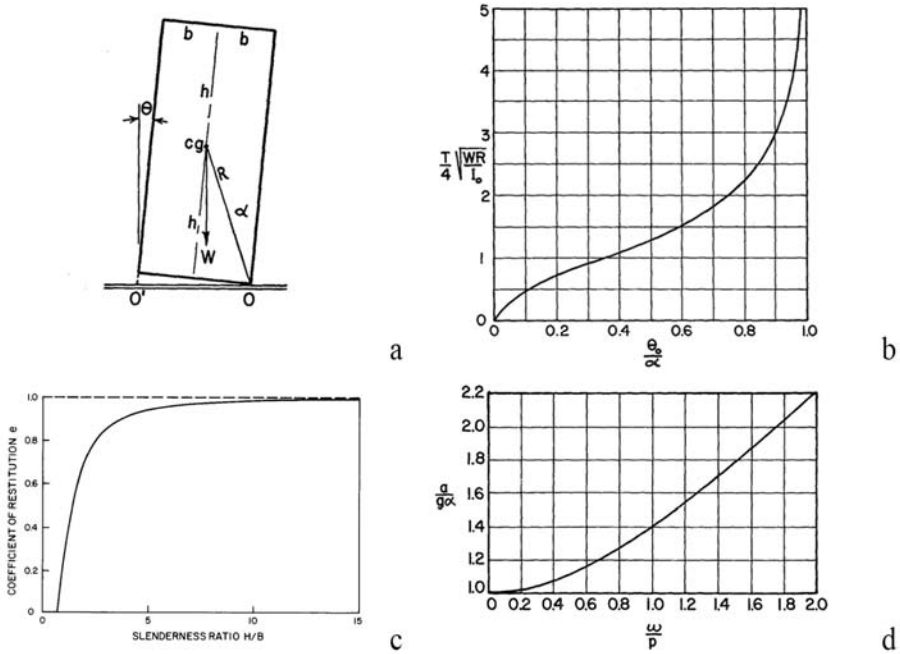 b b
h
θ
cg
R
α
h₁
W
O' O
a
5
4
3
2
1
0
T/4 √WR/I₀
0 0.2 0.4 0.6 0.8 1.0
θ₀/α
b
1.0
0.8
0.6
0.4
0.2
0
COEFFICIENT OF RESTITUTION e
0 5 10 15
SLENDERNESS RATIO H/B
c
2.2
2.0
1.8
1.6
1.4
1.2
1.0
a/gα
0 0.2 0.4 0.6 0.8 1.0 1.2 1.4 1.6 1.8 2.0
ω/p
d